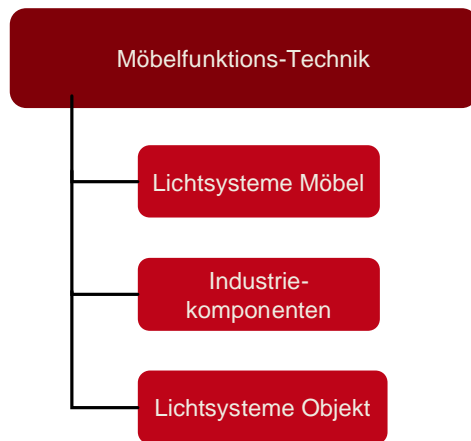 Möbelfunktions-Technik
Lichtsysteme Möbel
Industrie-
komponenten
Lichtsysteme Objekt